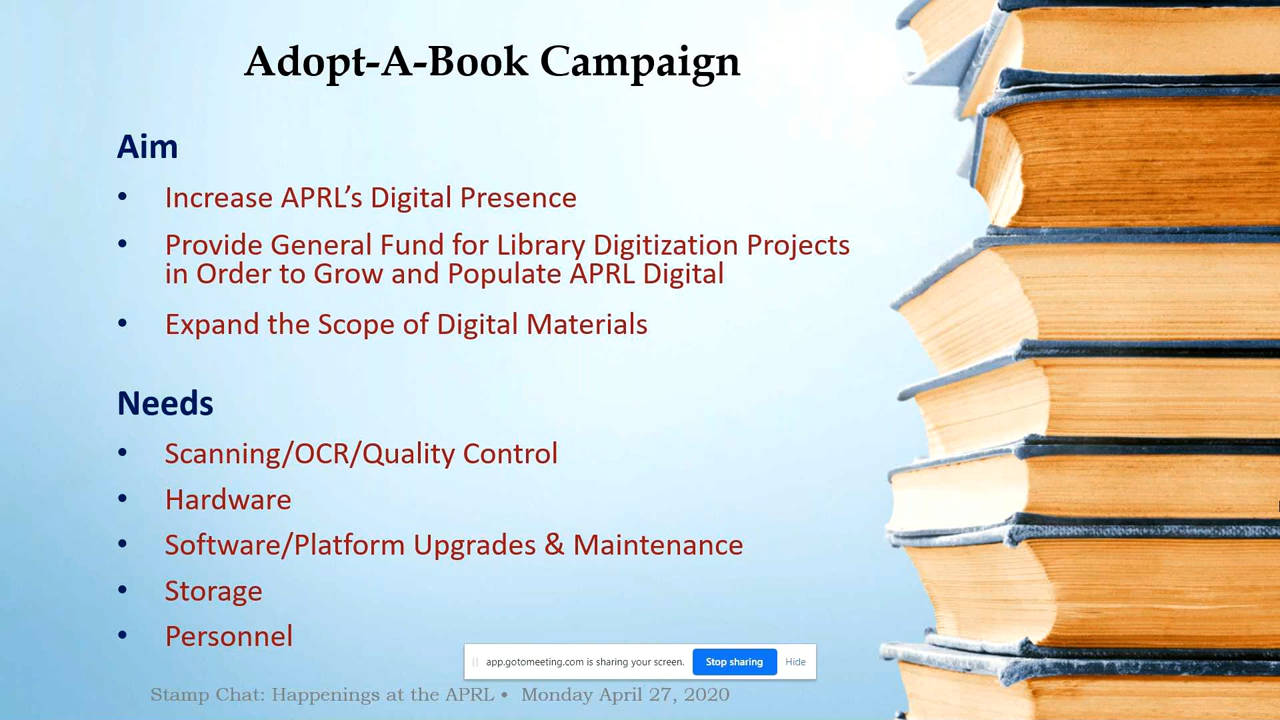 Adopt-A-Book Campaign
Aim
• Increase APRL’s Digital Presence
• Provide General Fund for Library Digitization Projects
in Order to Grow and Populate APRL Digital
• Expand the Scope of Digital Materials
Needs
• Scanning/OCR/Quality Control
• Hardware
• Software/Platform Upgrades & Maintenance
• Storage
• Personnel
app.gotomeeting.com is sharing your screen. Stop sharing Hide
Stamp Chat: Happenings at the APRL • Monday April 27, 2020